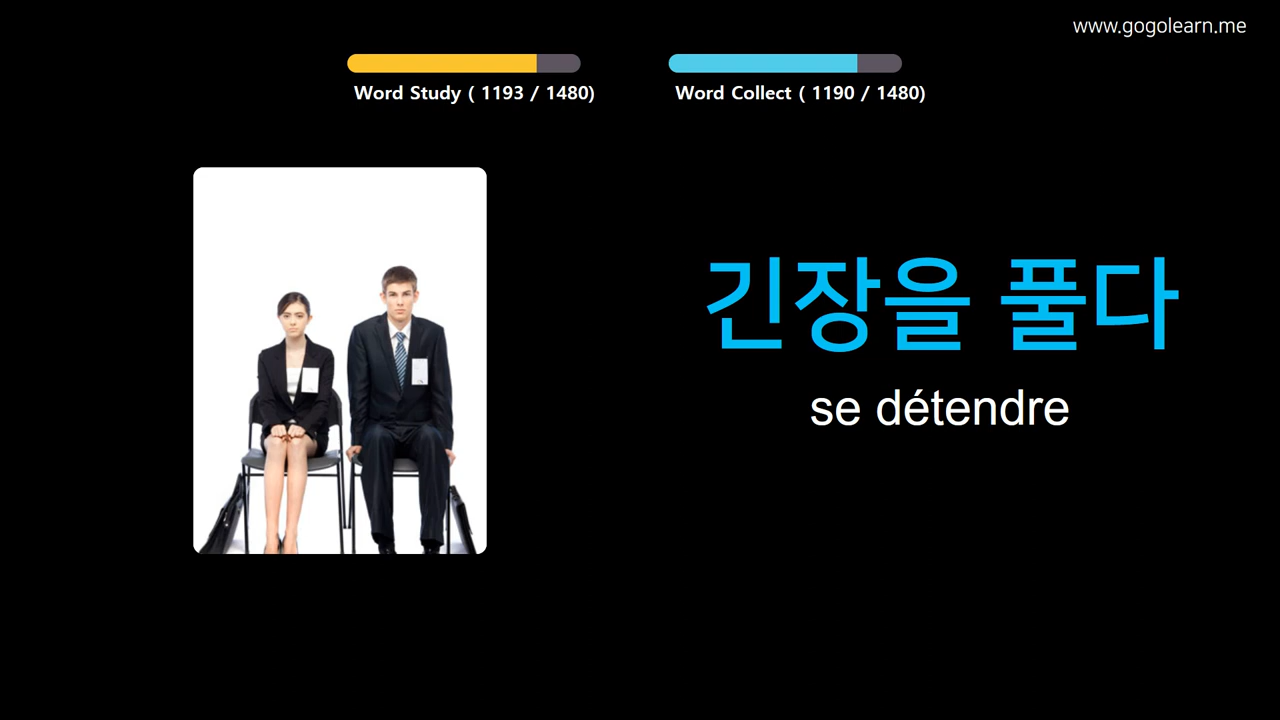 www.gogolearn.me
Word Study ( 1193 / 1480)
Word Collect ( 1190 / 1480)
긴장을 풀다
se détendre